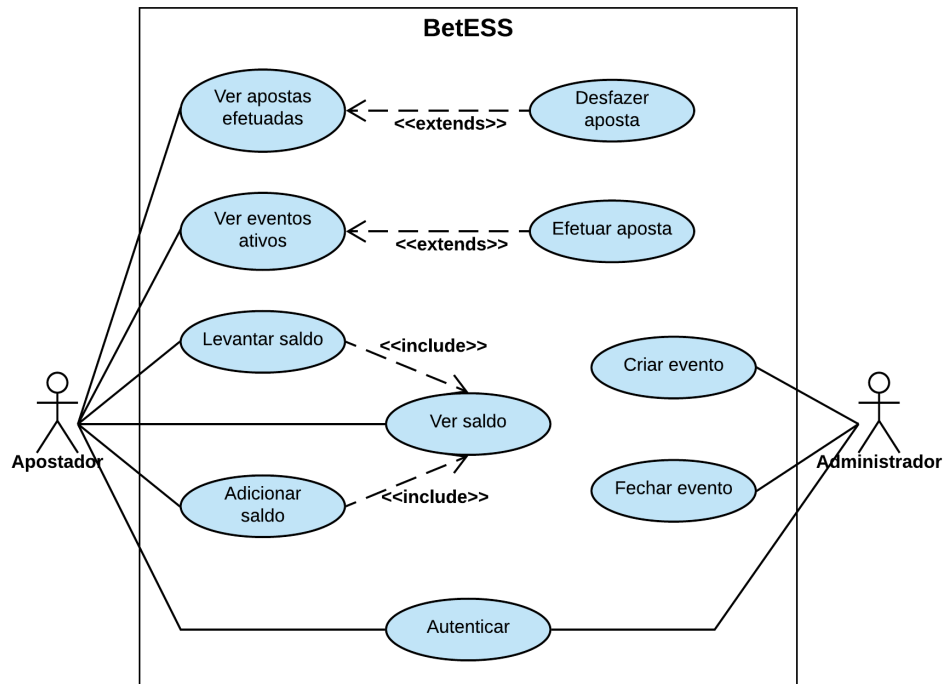 BetESS
Ver apostas
efetuadas
<<extends>>
Desfazer
aposta
Ver eventos
ativos
<<extends>>
Efetuar aposta
Levantar saldo
<<include>>
Ver saldo
Criar evento
Apostador
Administrador
Adicionar
saldo
<<include>>
Fechar evento
Autenticar